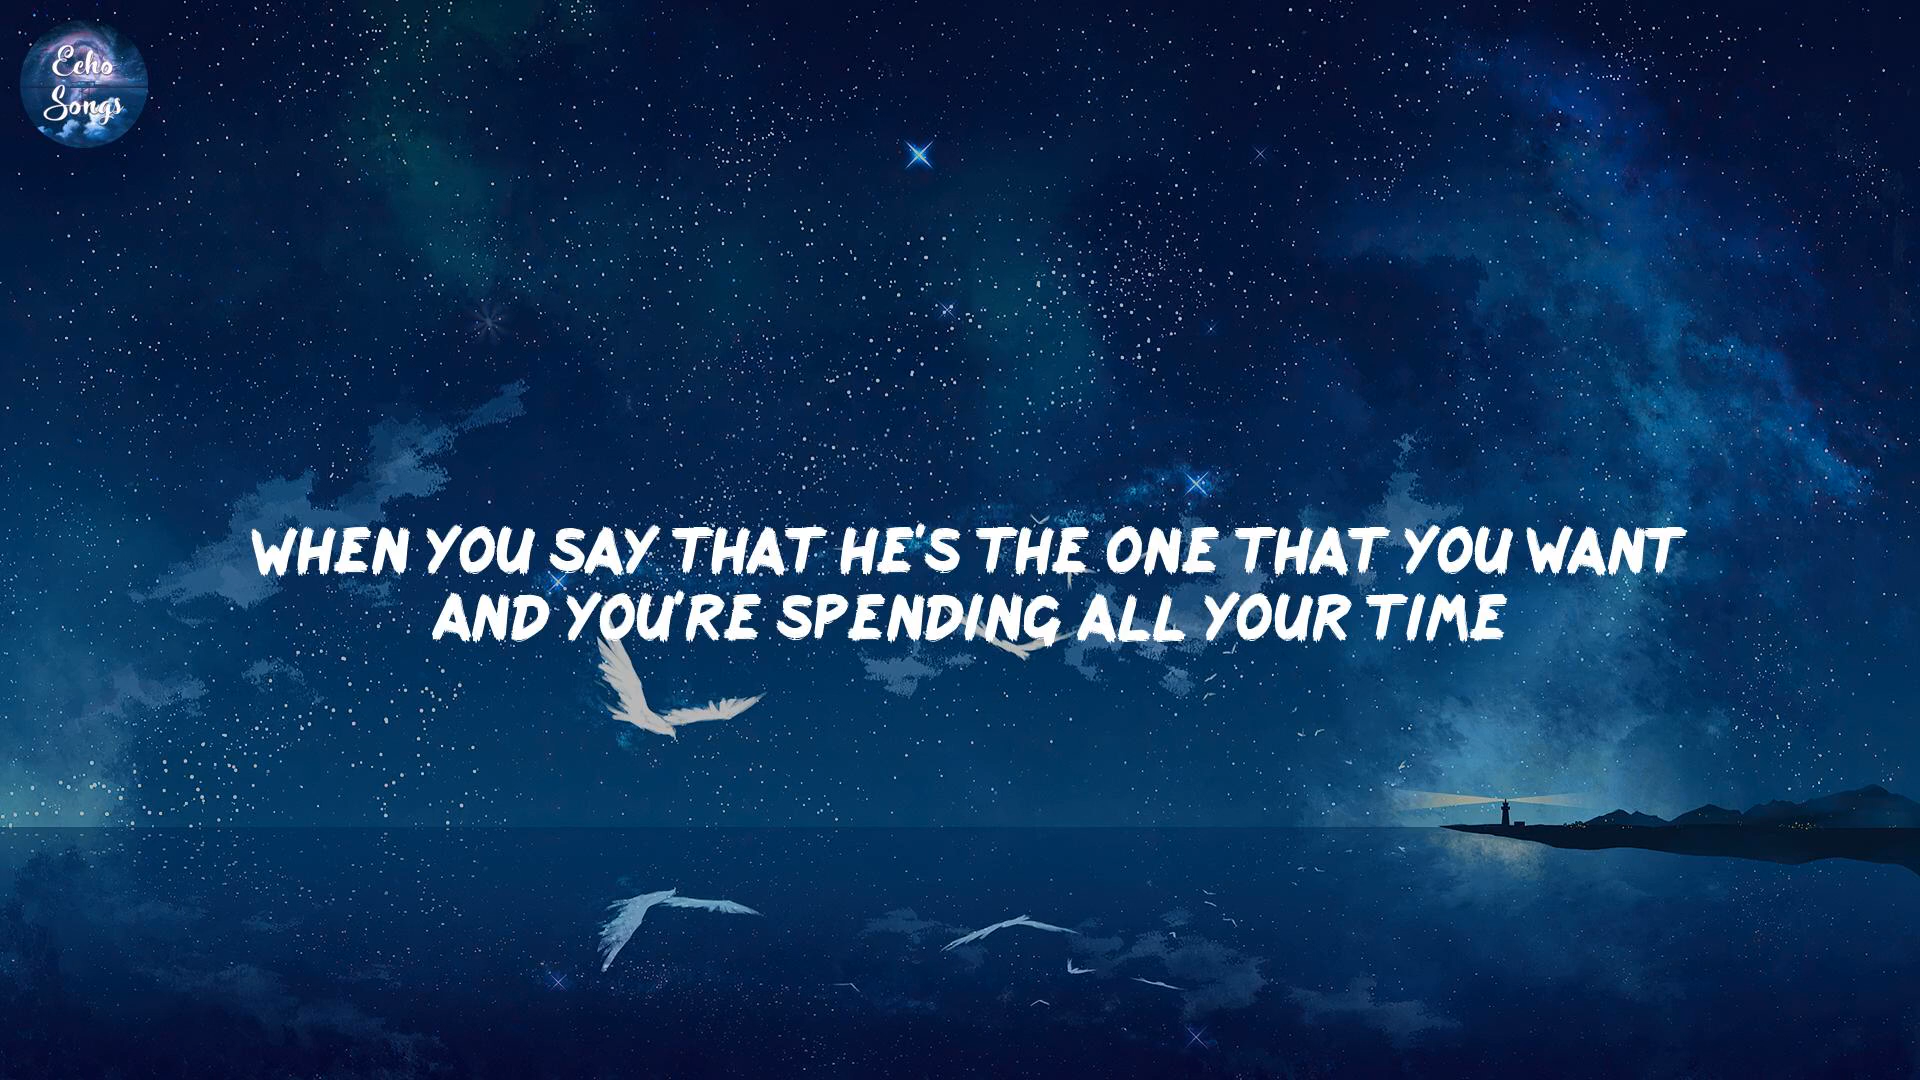 Echo
Songs
WHEN YOU SAY THAT HE'S THE ONE THAT YOU WANT
AND YOU'RE SPENDING ALL YOUR TIME